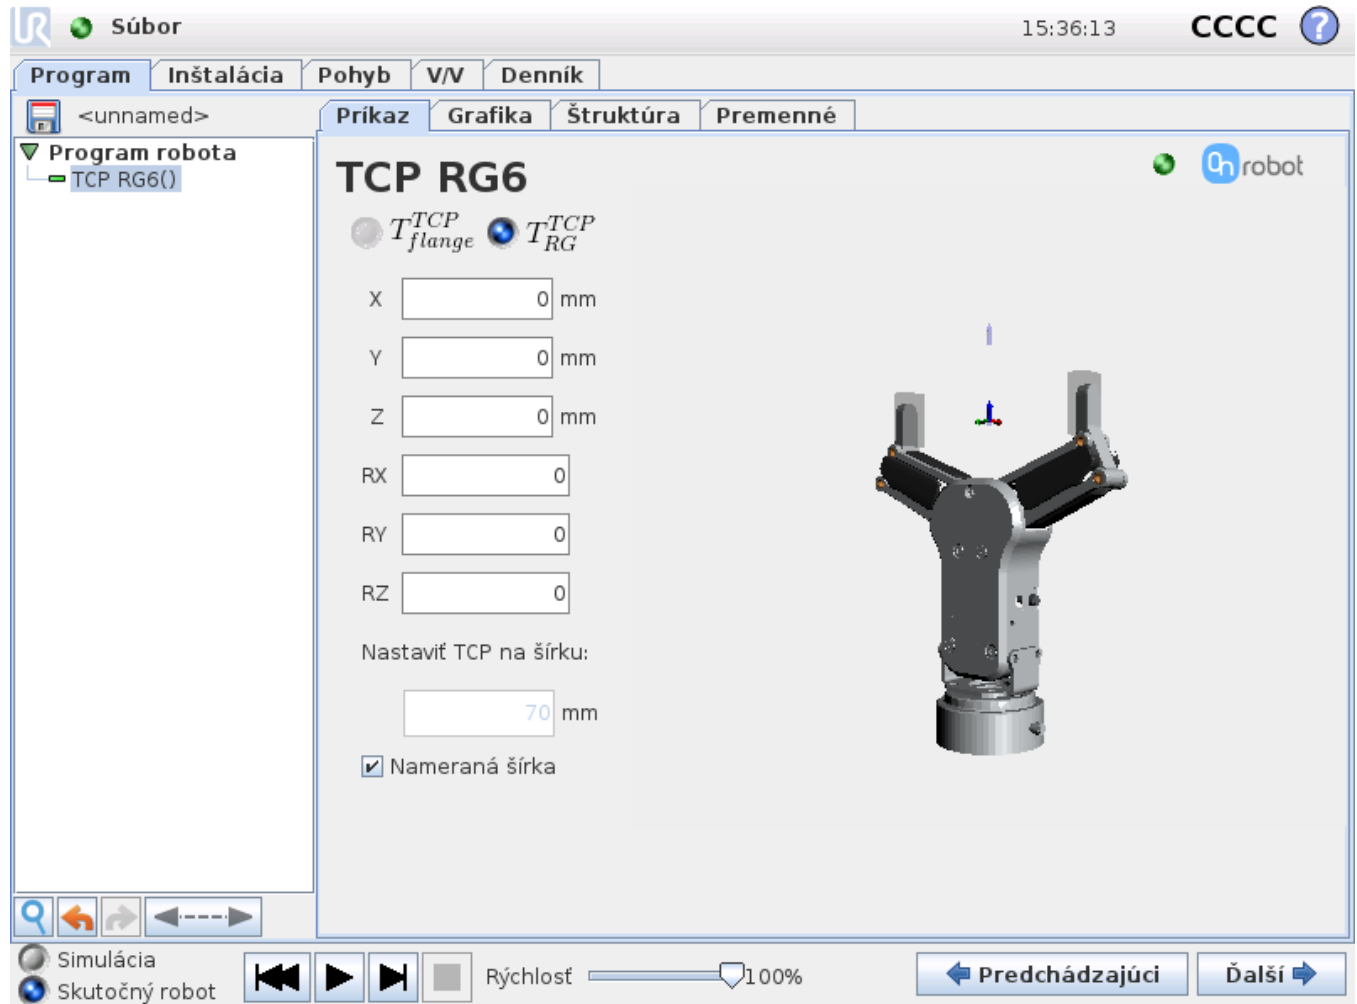 Súbor 15:36:13 CCCC ?
Program Inštalácia Pohyb V/V Denník
<unnamed> Príkaz Grafika Štruktúra Premenné
Program robota
TCP RG6()
TCP RG6
On robot
T flange TCP T RG TCP
X 0 mm
Y 0 mm
Z 0 mm
RX 0
RY 0
RZ 0
Nastaviť TCP na šírku:
70 mm
Nameraná šírka
Simulácia
Skutočný robot
Rýchlosť 100%
Predchádzajúci
Ďalší